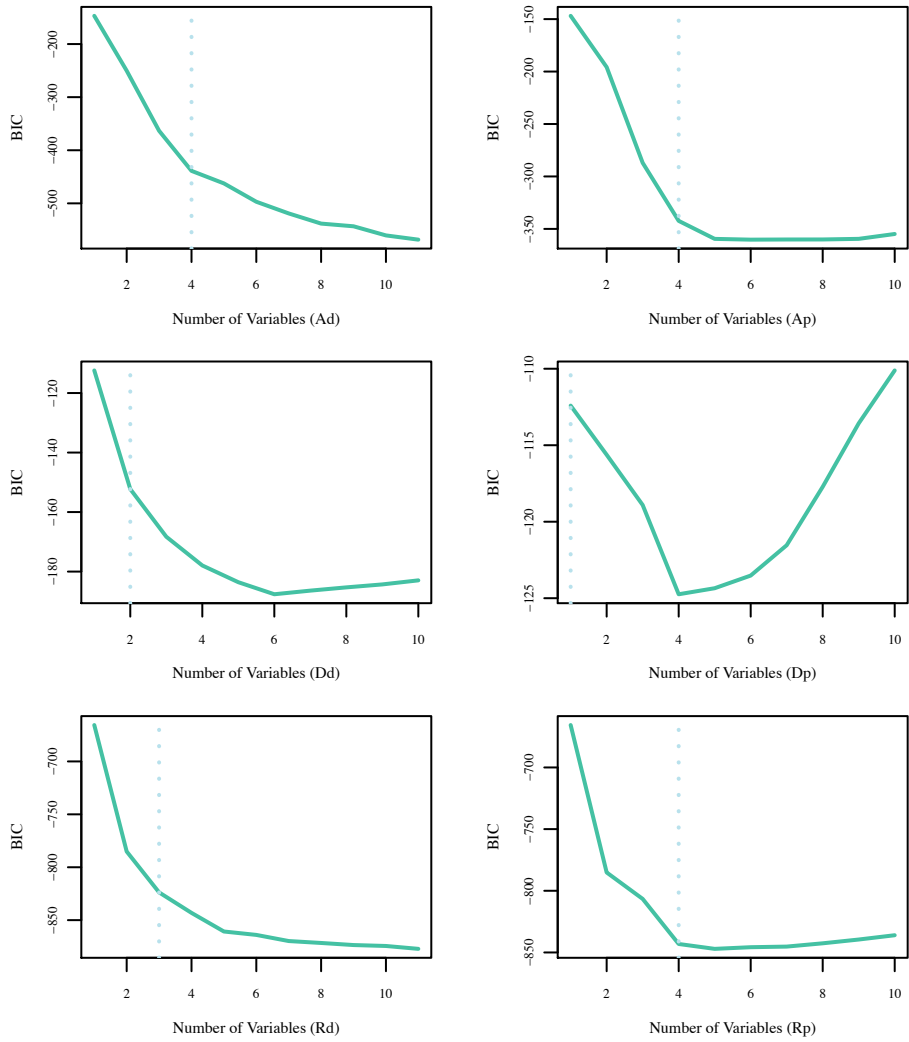 BIC
−200
−300
−400
−500
2 4 6 8 10
Number of Variables (Ad)
BIC
−150
−200
−250
−300
−350
2 4 6 8 10
Number of Variables (Ap)
BIC
−120
−140
−160
−180
2 4 6 8 10
Number of Variables (Dd)
BIC
−110
−115
−120
−125
2 4 6 8 10
Number of Variables (Dp)
BIC
−700
−750
−800
−850
2 4 6 8 10
Number of Variables (Rd)
BIC
−700
−750
−800
−850
2 4 6 8 10
Number of Variables (Rp)